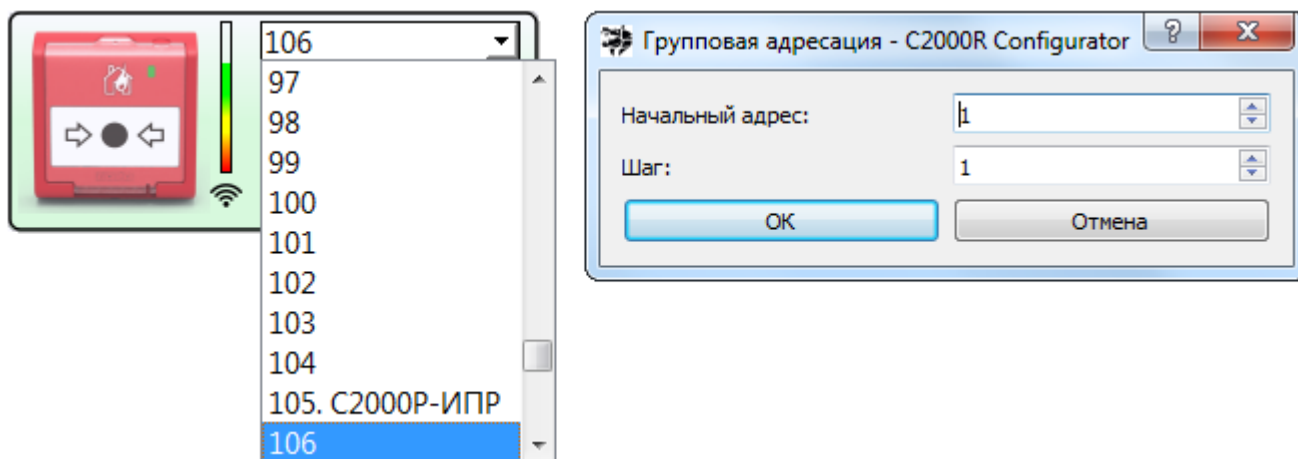 106
97
98
99
100
101
102
103
104
105. С2000Р-ИПР
106
Групповая адресация - C2000R Configurator
Начальный адрес:
1
Шаг:
1
ОК
Отмена